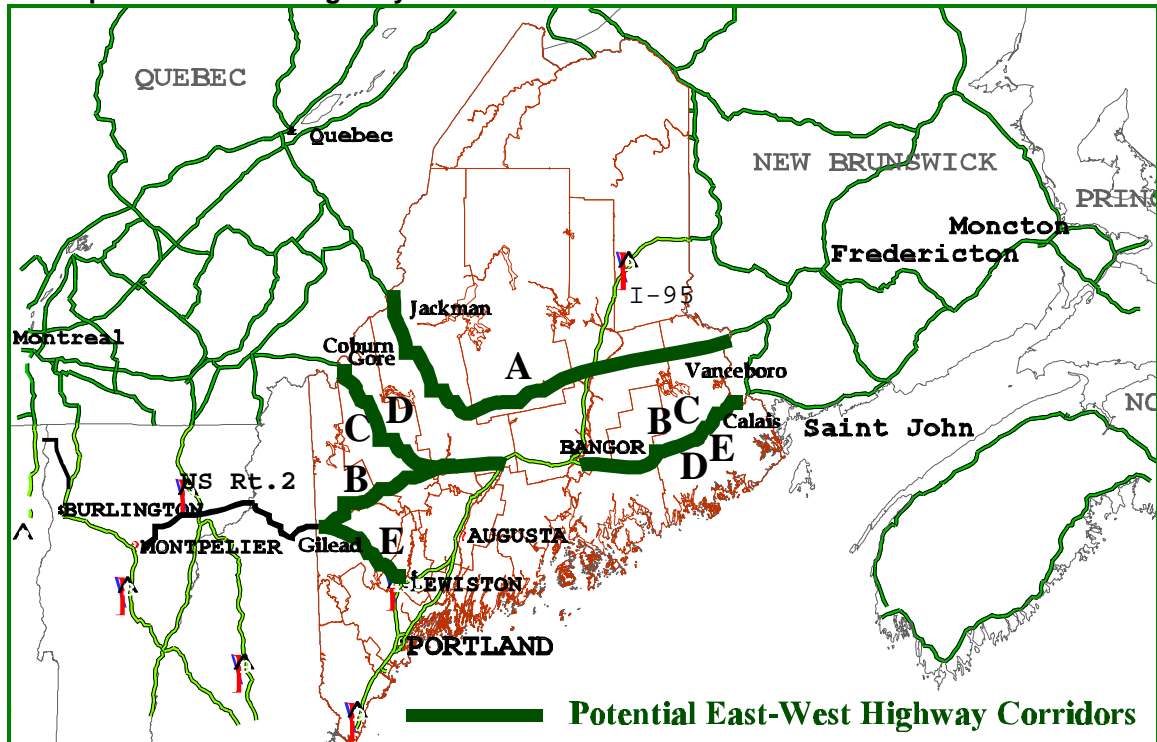 QUEBEC
Quebec
NEW BRUNSWICK
PRINC
Moncton
Fredericton
I-95
Jackman
Montreal
Coburn
Gore
A
Vanceboro
D
C
B
C
Calais
NO
Saint John
BANGOR
E
D
B
US Rt.2
BURLINGTON
MONTPELIER
Gilead
E
AUGUSTA
LEWISTON
PORTLAND
Potential East-West Highway Corridors